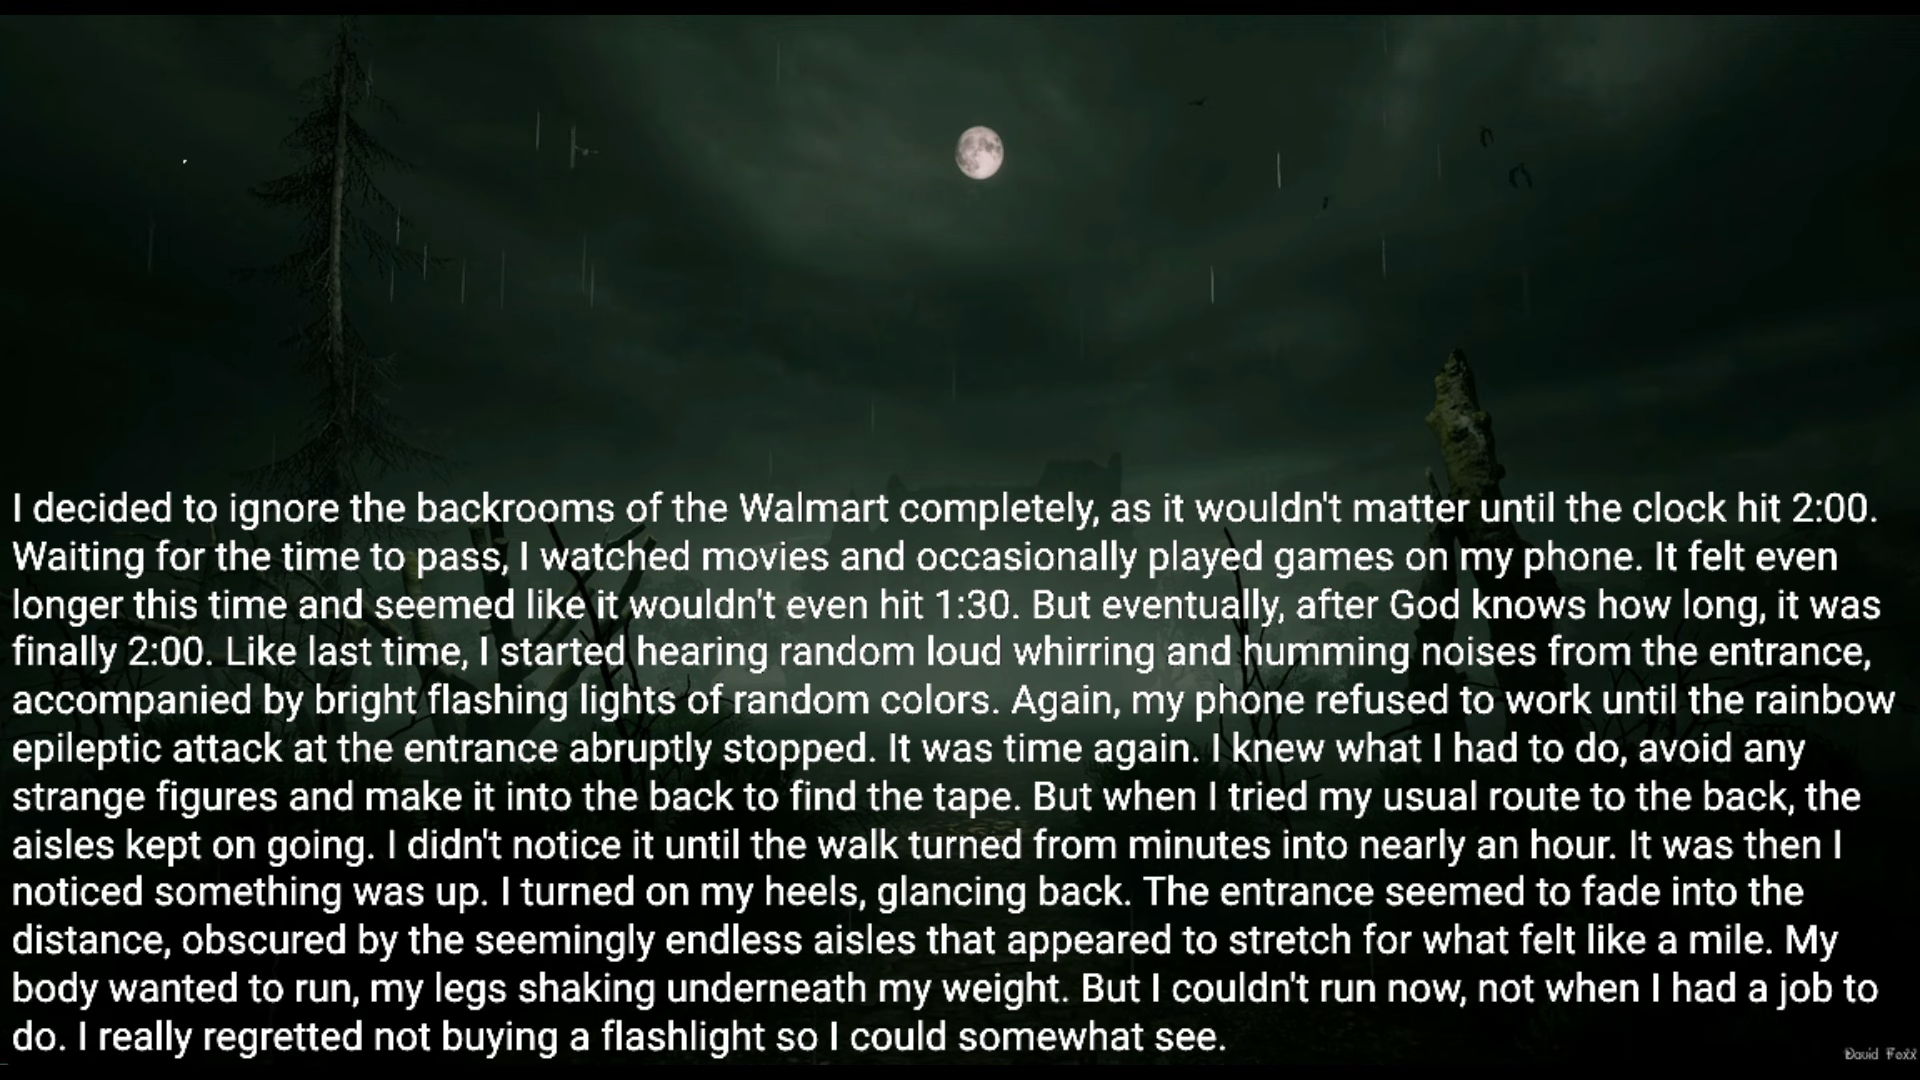 I decided to ignore the backrooms of the Walmart completely, as it wouldn't matter until the clock hit 2:00.
Waiting for the time to pass, I watched movies and occasionally played games on my phone. It felt even
longer this time and seemed like it wouldn't even hit 1:30. But eventually, after God knows how long, it was
finally 2:00. Like last time, I started hearing random loud whirring and humming noises from the entrance,
accompanied by bright flashing lights of random colors. Again, my phone refused to work until the rainbow
epileptic attack at the entrance abruptly stopped. It was time again. I knew what I had to do, avoid any
strange figures and make it into the back to find the tape. But when I tried my usual route to the back, the
aisles kept on going. I didn't notice it until the walk turned from minutes into nearly an hour. It was then I
noticed something was up. I turned on my heels, glancing back. The entrance seemed to fade into the
distance, obscured by the seemingly endless aisles that appeared to stretch for what felt like a mile. My
body wanted to run, my legs shaking underneath my weight. But I couldn't run now, not when I had a job to
do. I really regretted not buying a flashlight so I could somewhat see.
David Foxx